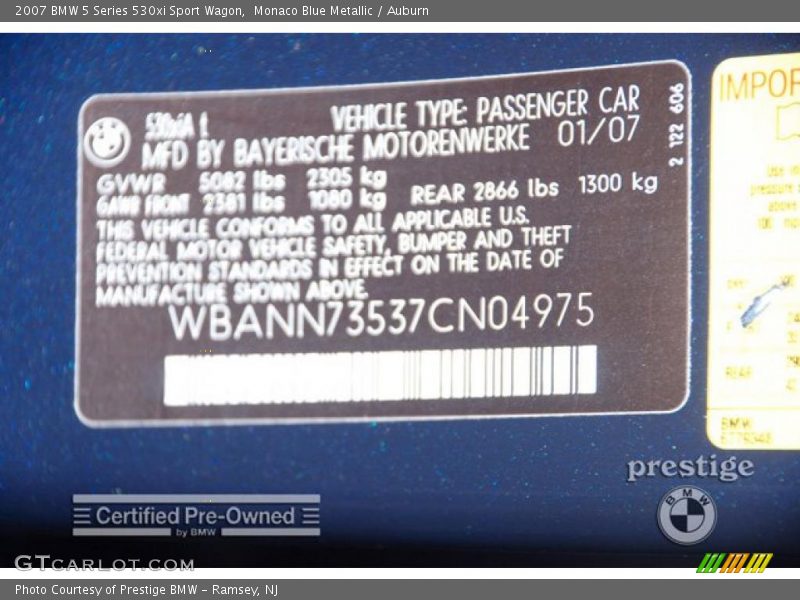 2007 BMW 5 Series 530xi Sport Wagon, Monaco Blue Metallic / Auburn
530xiA t
VEHICLE TYPE: PASSENGER CAR
MFD BY BAYERISCHE MOTORENWERKE 01/07
GVWR 5082 lbs 2305 kg
GAWR FRONT 2381 lbs 1080 kg REAR 2866 lbs 1300 kg
THIS VEHICLE CONFORMS TO ALL APPLICABLE U.S.
FEDERAL MOTOR VEHICLE SAFETY, BUMPER AND THEFT
PREVENTION STANDARDS IN EFFECT ON THE DATE OF
MANUFACTURE SHOWN ABOVE.
WBANN73537CN04975
2 122 606
IMPOR
REAR
BMW
prestige
BMW
Certified Pre-Owned
by BMW
GTCARLOT.COM
Photo Courtesy of Prestige BMW - Ramsey, NJ